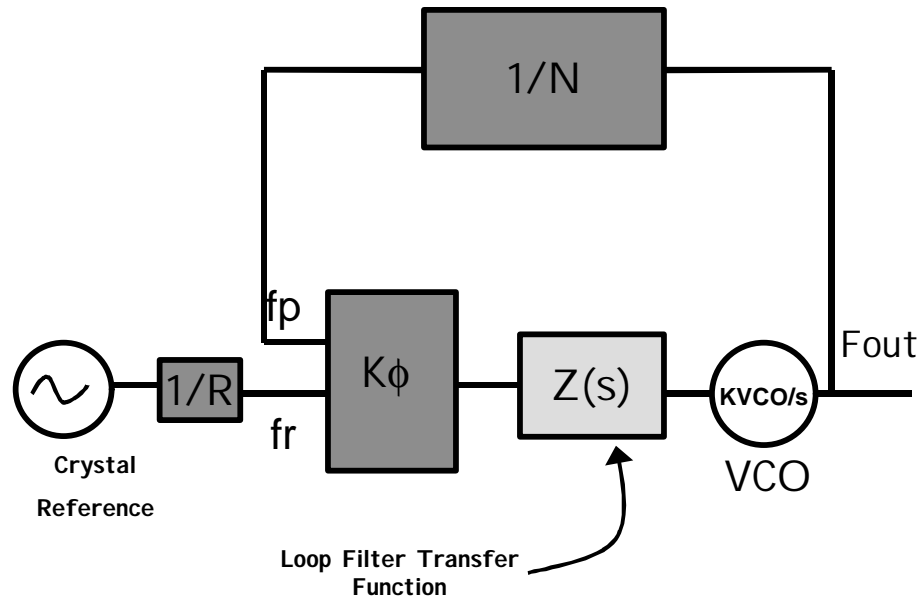 1/N
fp
Kϕ
Z(s)
Fout
1/R
KVCO/s
fr
VCO
Crystal
Reference
Loop Filter Transfer
Function